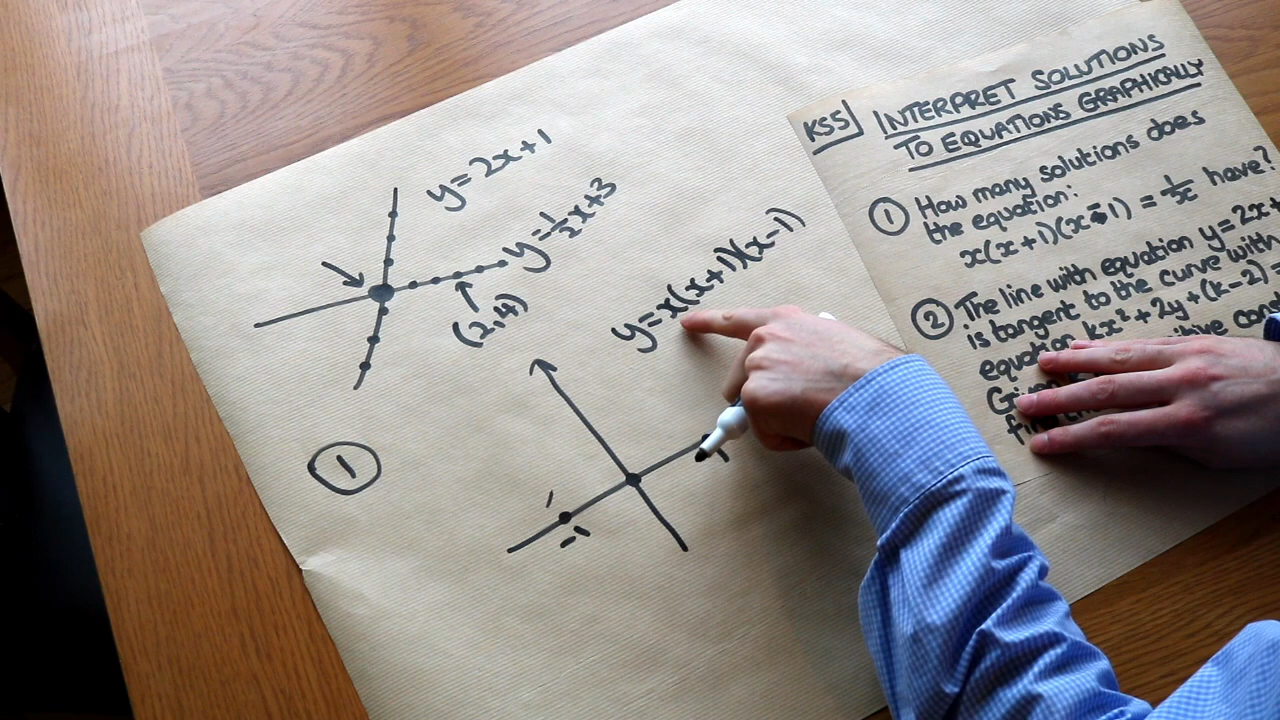 KS5
INTERPRET SOLUTIONS
TO EQUATIONS GRAPHICALLY
① How many solutions does
the equation:
x(x+1)(x-1) = 1/x have?
② The line with equation y=2x+
is tangent to the curve with
equation kx²+2y+(k-2)=
cons
y=2x+1
y=1/2x+3
(2,4)
y=x(x+1)(x-1)
①
-1
1